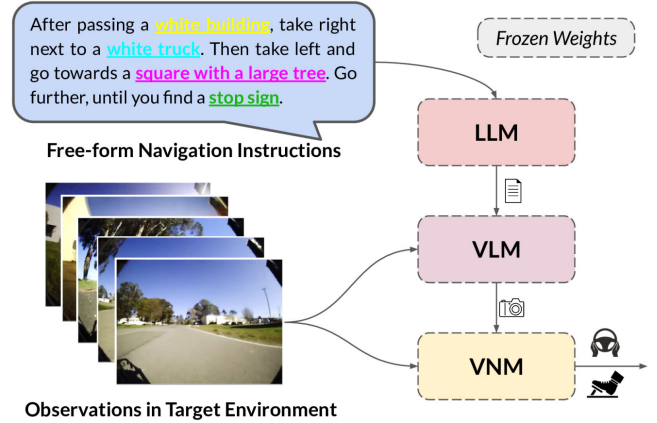 After passing a white building, take right
next to a white truck. Then take left and
go towards a square with a large tree. Go
further, until you find a stop sign.
Frozen Weights
Free-form Navigation Instructions
LLM
VLM
VNM
Observations in Target Environment